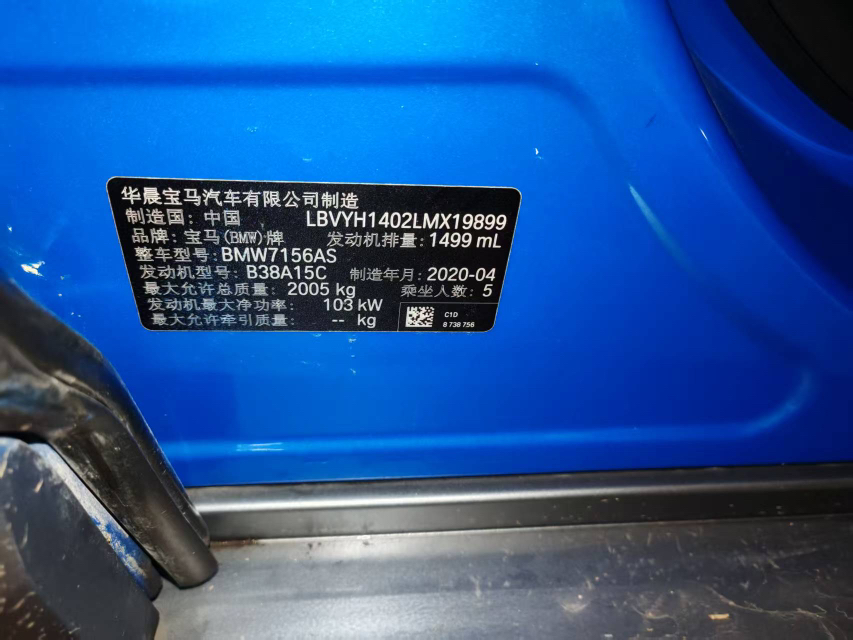 华晨宝马汽车有限公司制造
制造国：中国 LBVYH1402LMX19899
品牌：宝马(BMW)牌 发动机排量：1499 mL
整车型号：BMW7156AS
发动机型号：B38A15C 制造年月：2020-04
最大允许总质量： 2005 kg 乘坐人数：5
发动机最大净功率： 103 kW
最大允许牵引质量： -- kg
C1D
8 738 756